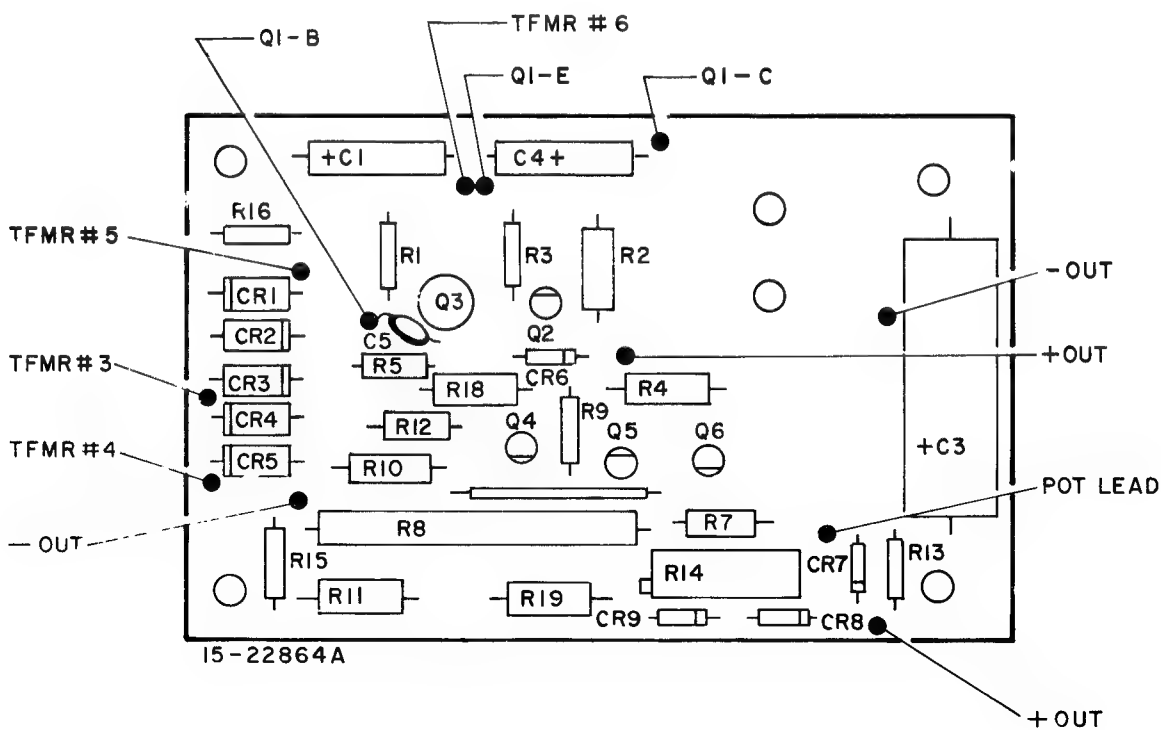 TFMR # 6
Q1-B
Q1-E
Q1-C
+C1
C4+
R16
TFMR # 5
R1
R3
R2
-OUT
CR1
Q3
CR2
C5
Q2
+OUT
TFMR # 3
R5
CR6
CR3
R18
R4
CR4
R12
Q4
R9
Q5
Q6
+C3
TFMR # 4
CR5
R10
POT LEAD
R8
R7
-OUT
R15
R14
CR7
R13
R11
R19
CR9
CR8
15-22864A
+OUT